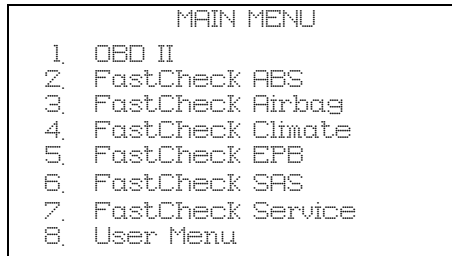 MAIN MENU
1. OBD II
2. FastCheck ABS
3. FastCheck Airbag
4. FastCheck Climate
5. FastCheck EPB
6. FastCheck SAS
7. FastCheck Service
8. User Menu